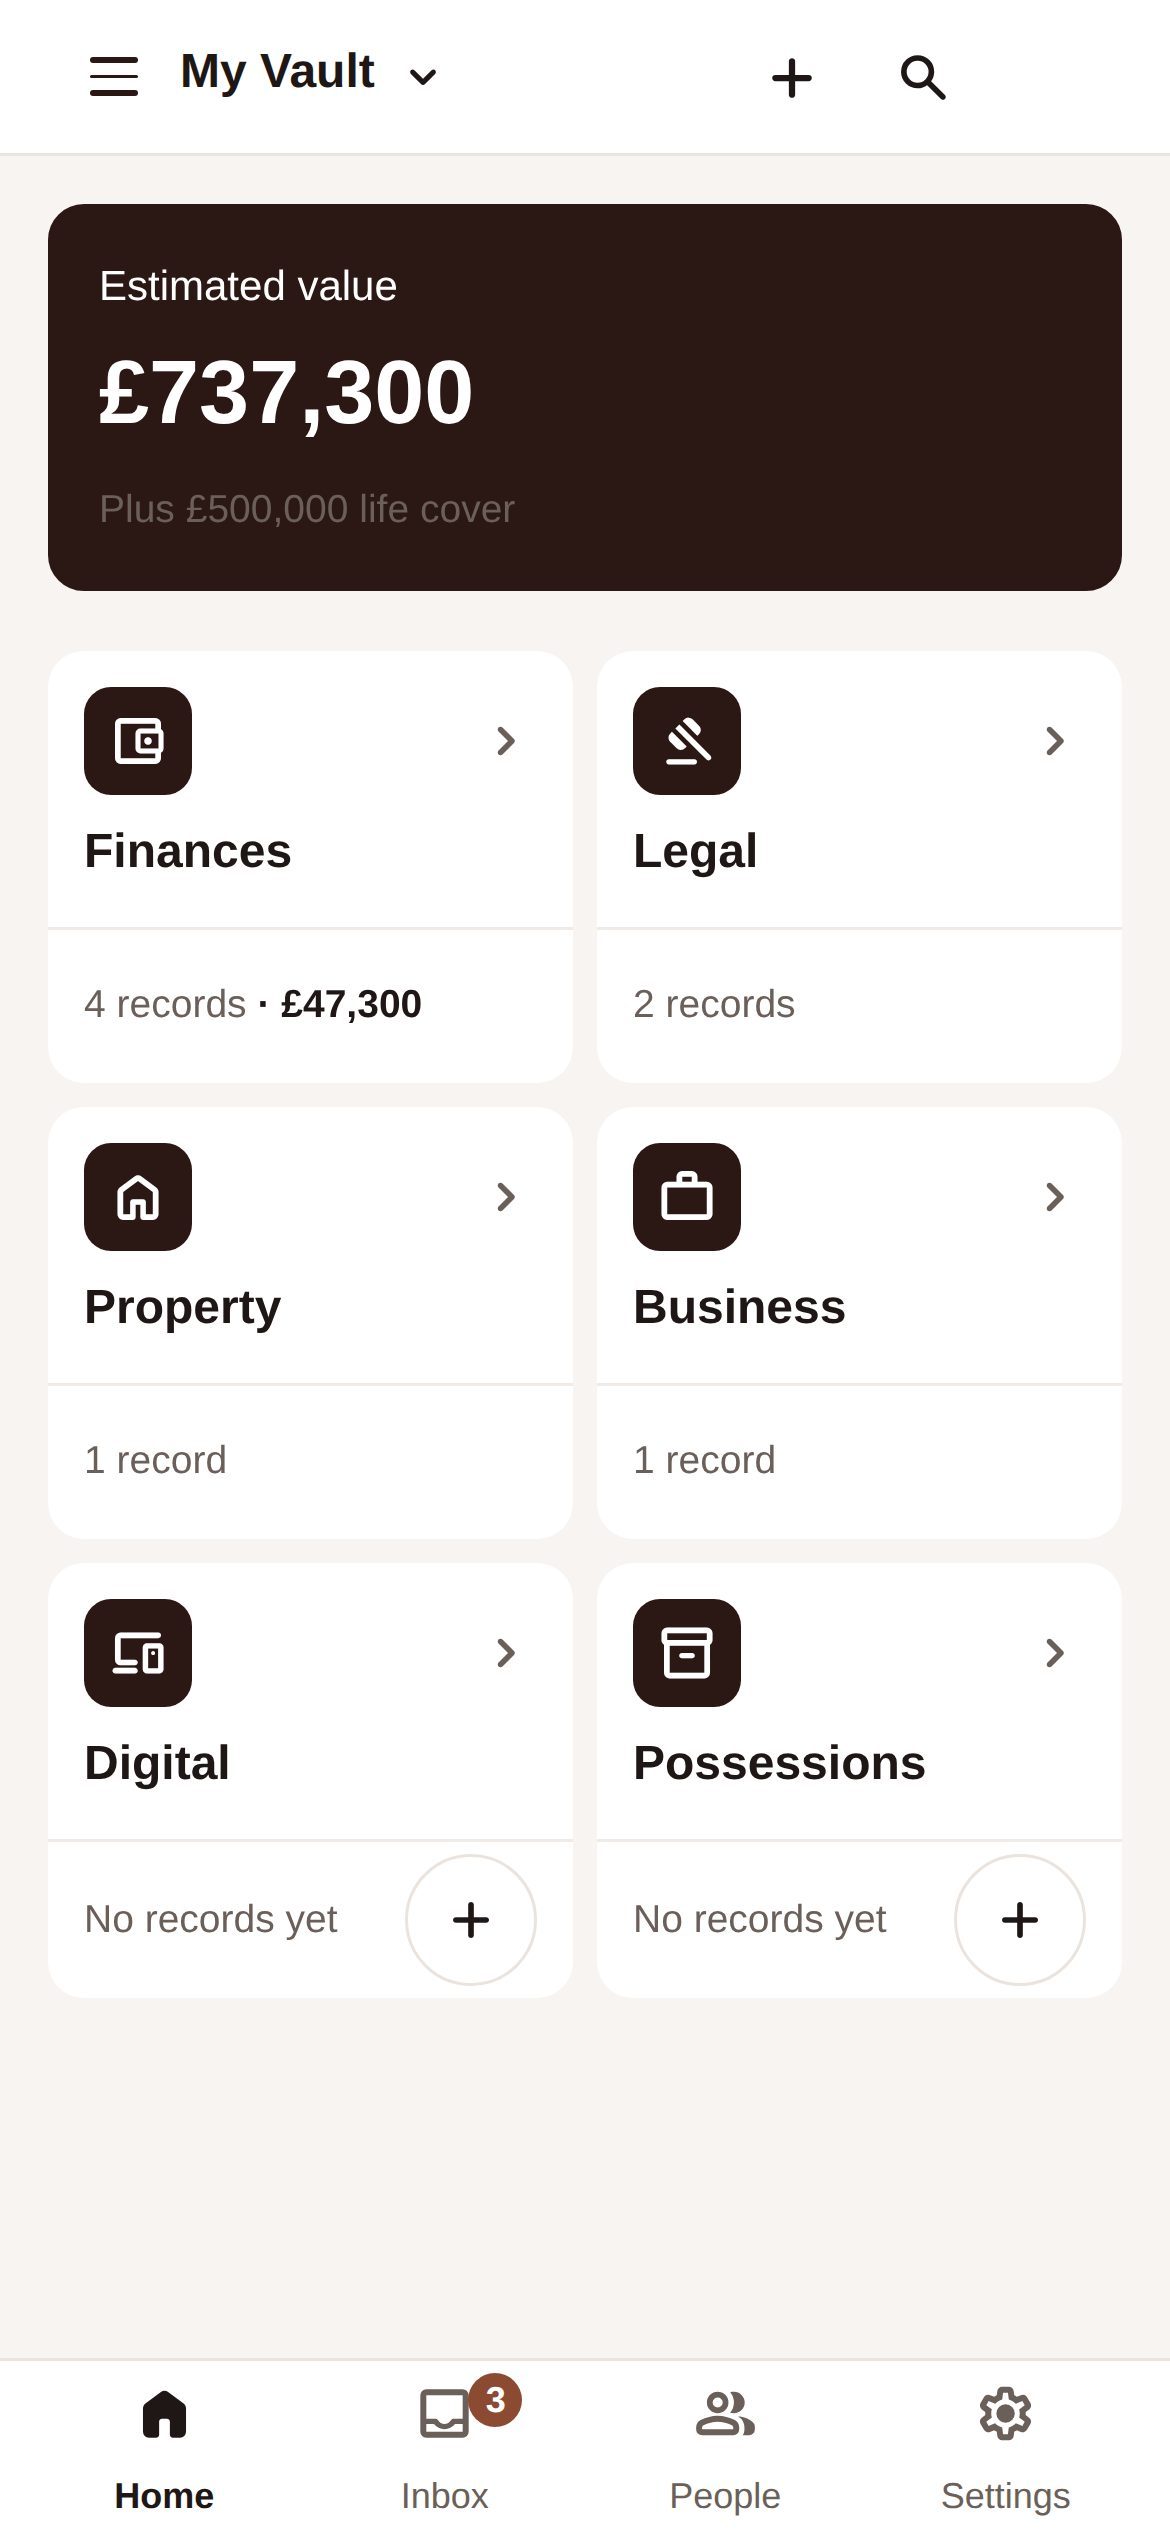 My Vault
Estimated value
£737,300
Plus £500,000 life cover
Finances
4 records · £47,300
Legal
2 records
Property
1 record
Business
1 record
Digital
No records yet
Possessions
No records yet
3
Home
Inbox
People
Settings